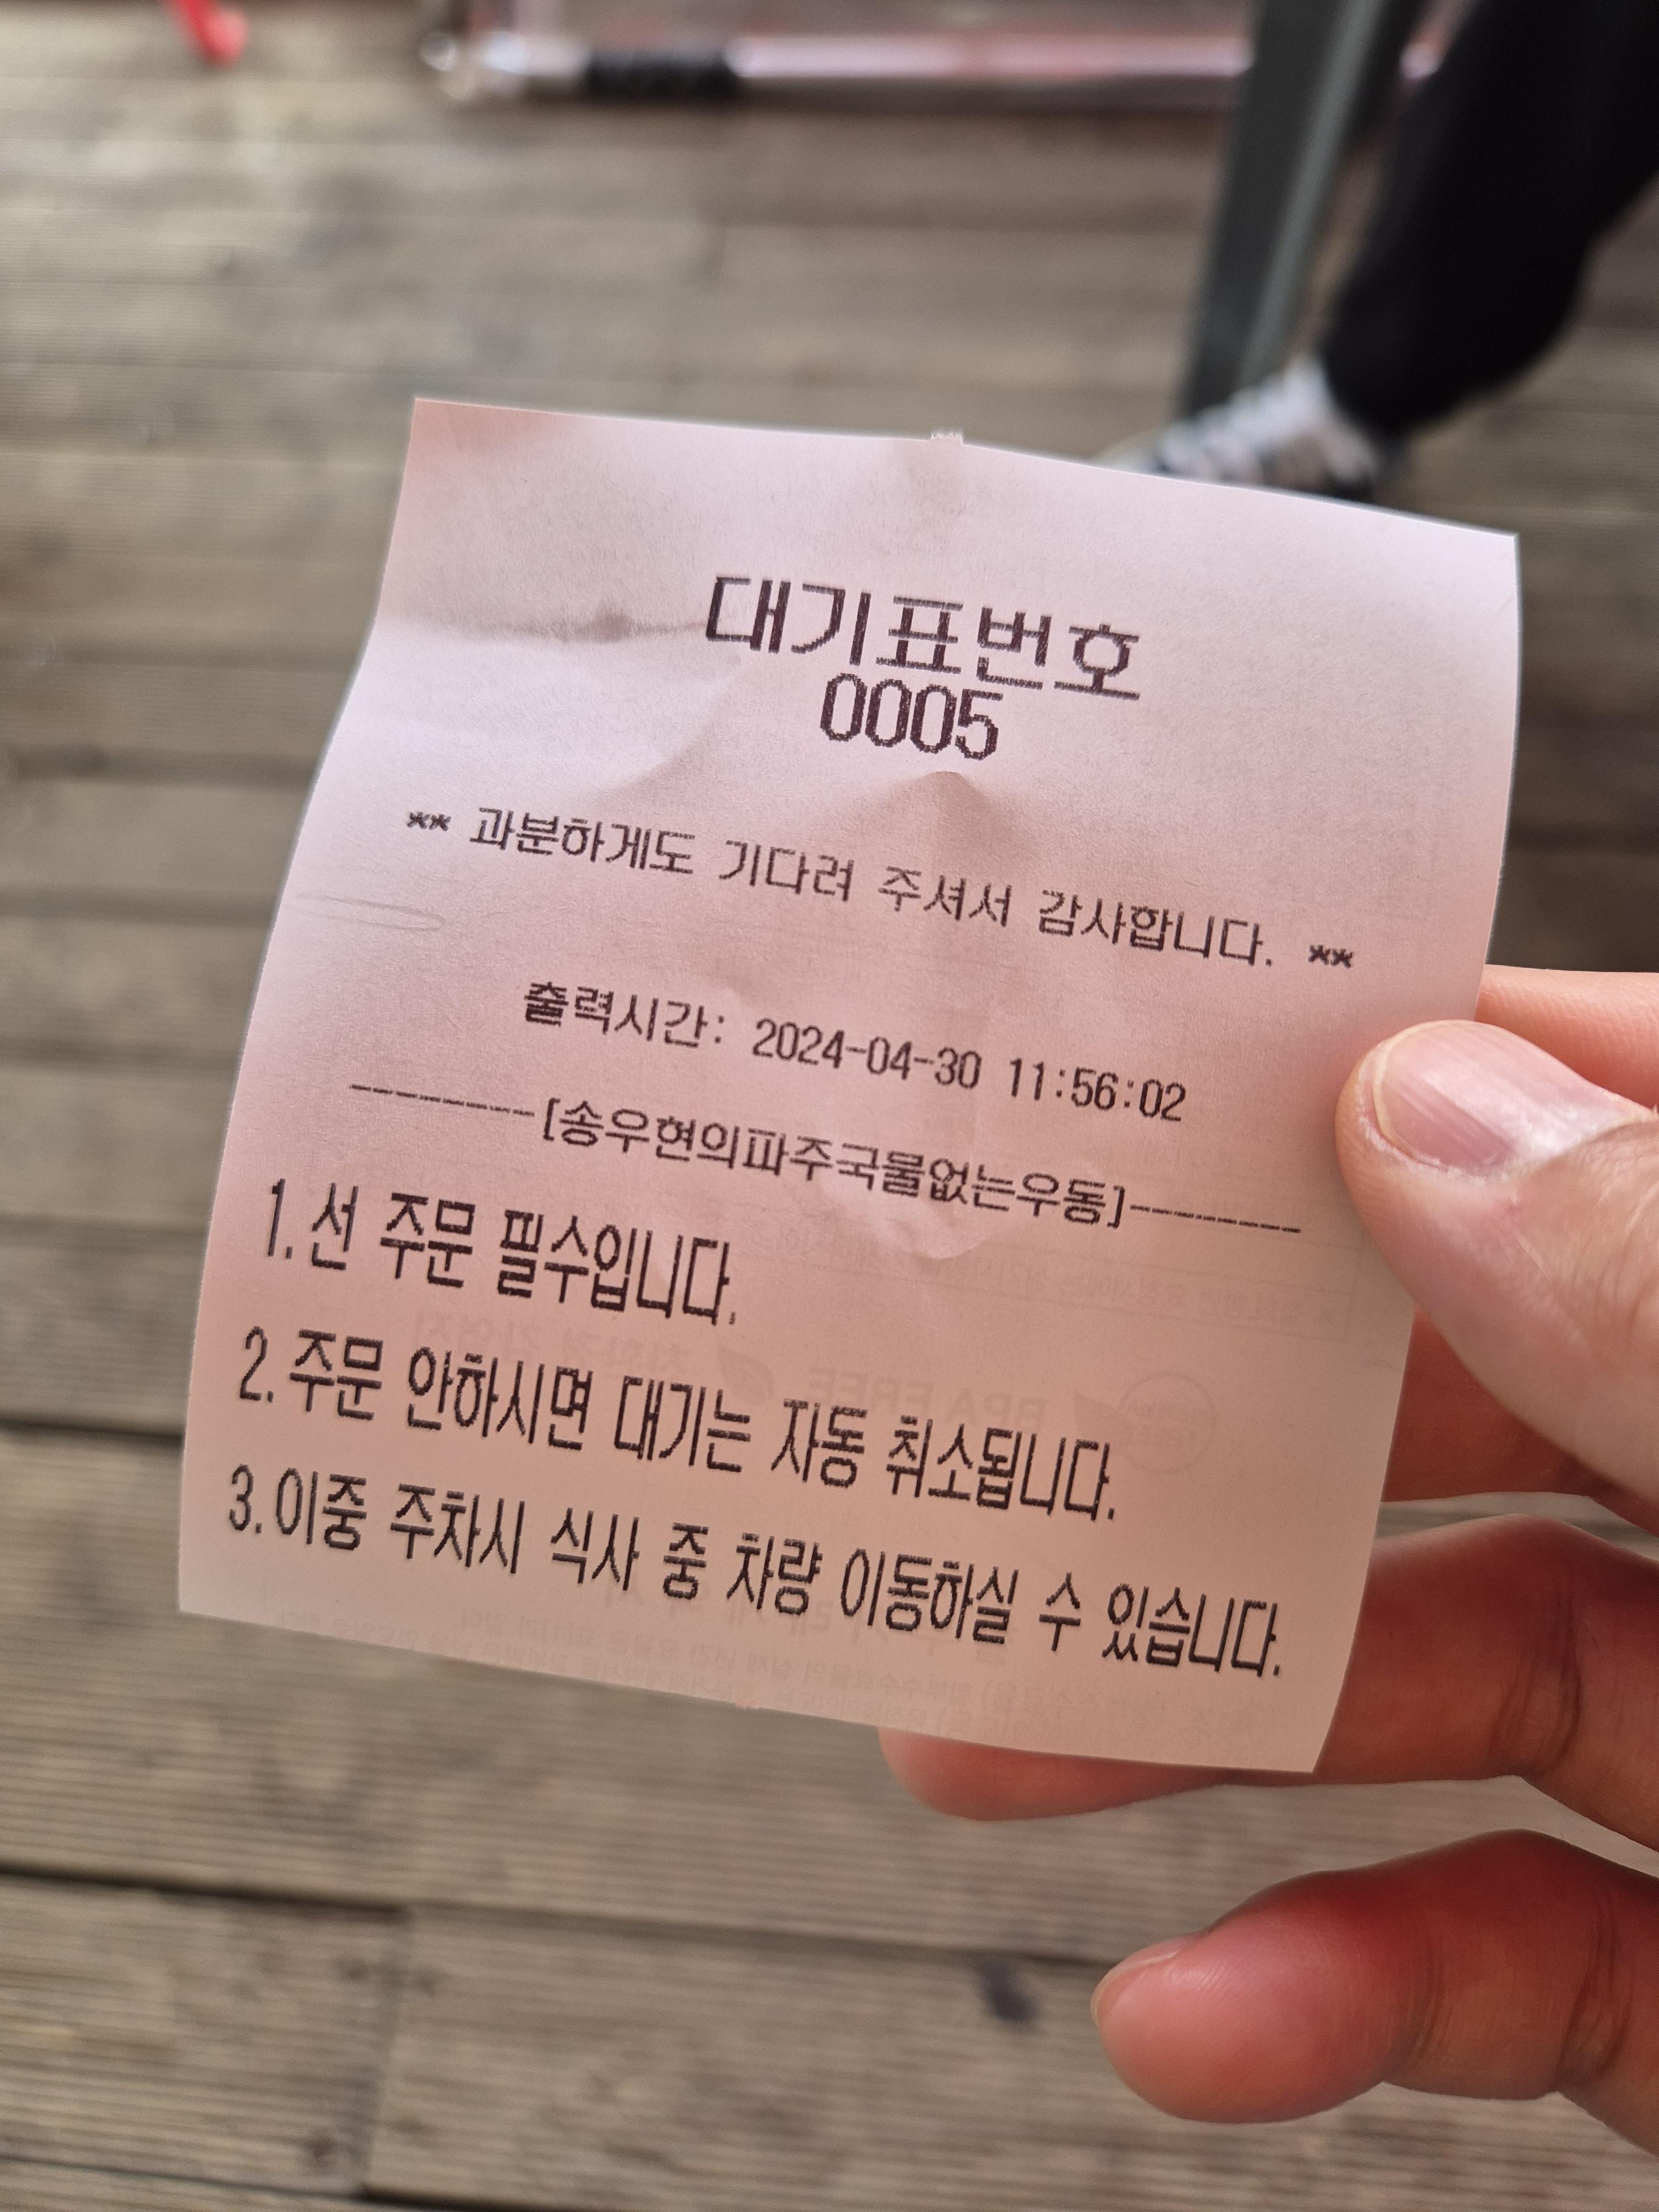 대기표번호
0005
** 과분하게도 기다려 주셔서 감사합니다. **
출력시간: 2024-04-30 11:56:02
--------[송우현의파주국물없는우동]--------
1.선 주문 필수입니다.
2.주문 안하시면 대기는 자동 취소됩니다.
3.이중 주차시 식사 중 차량 이동하실 수 있습니다.
BPA FREE